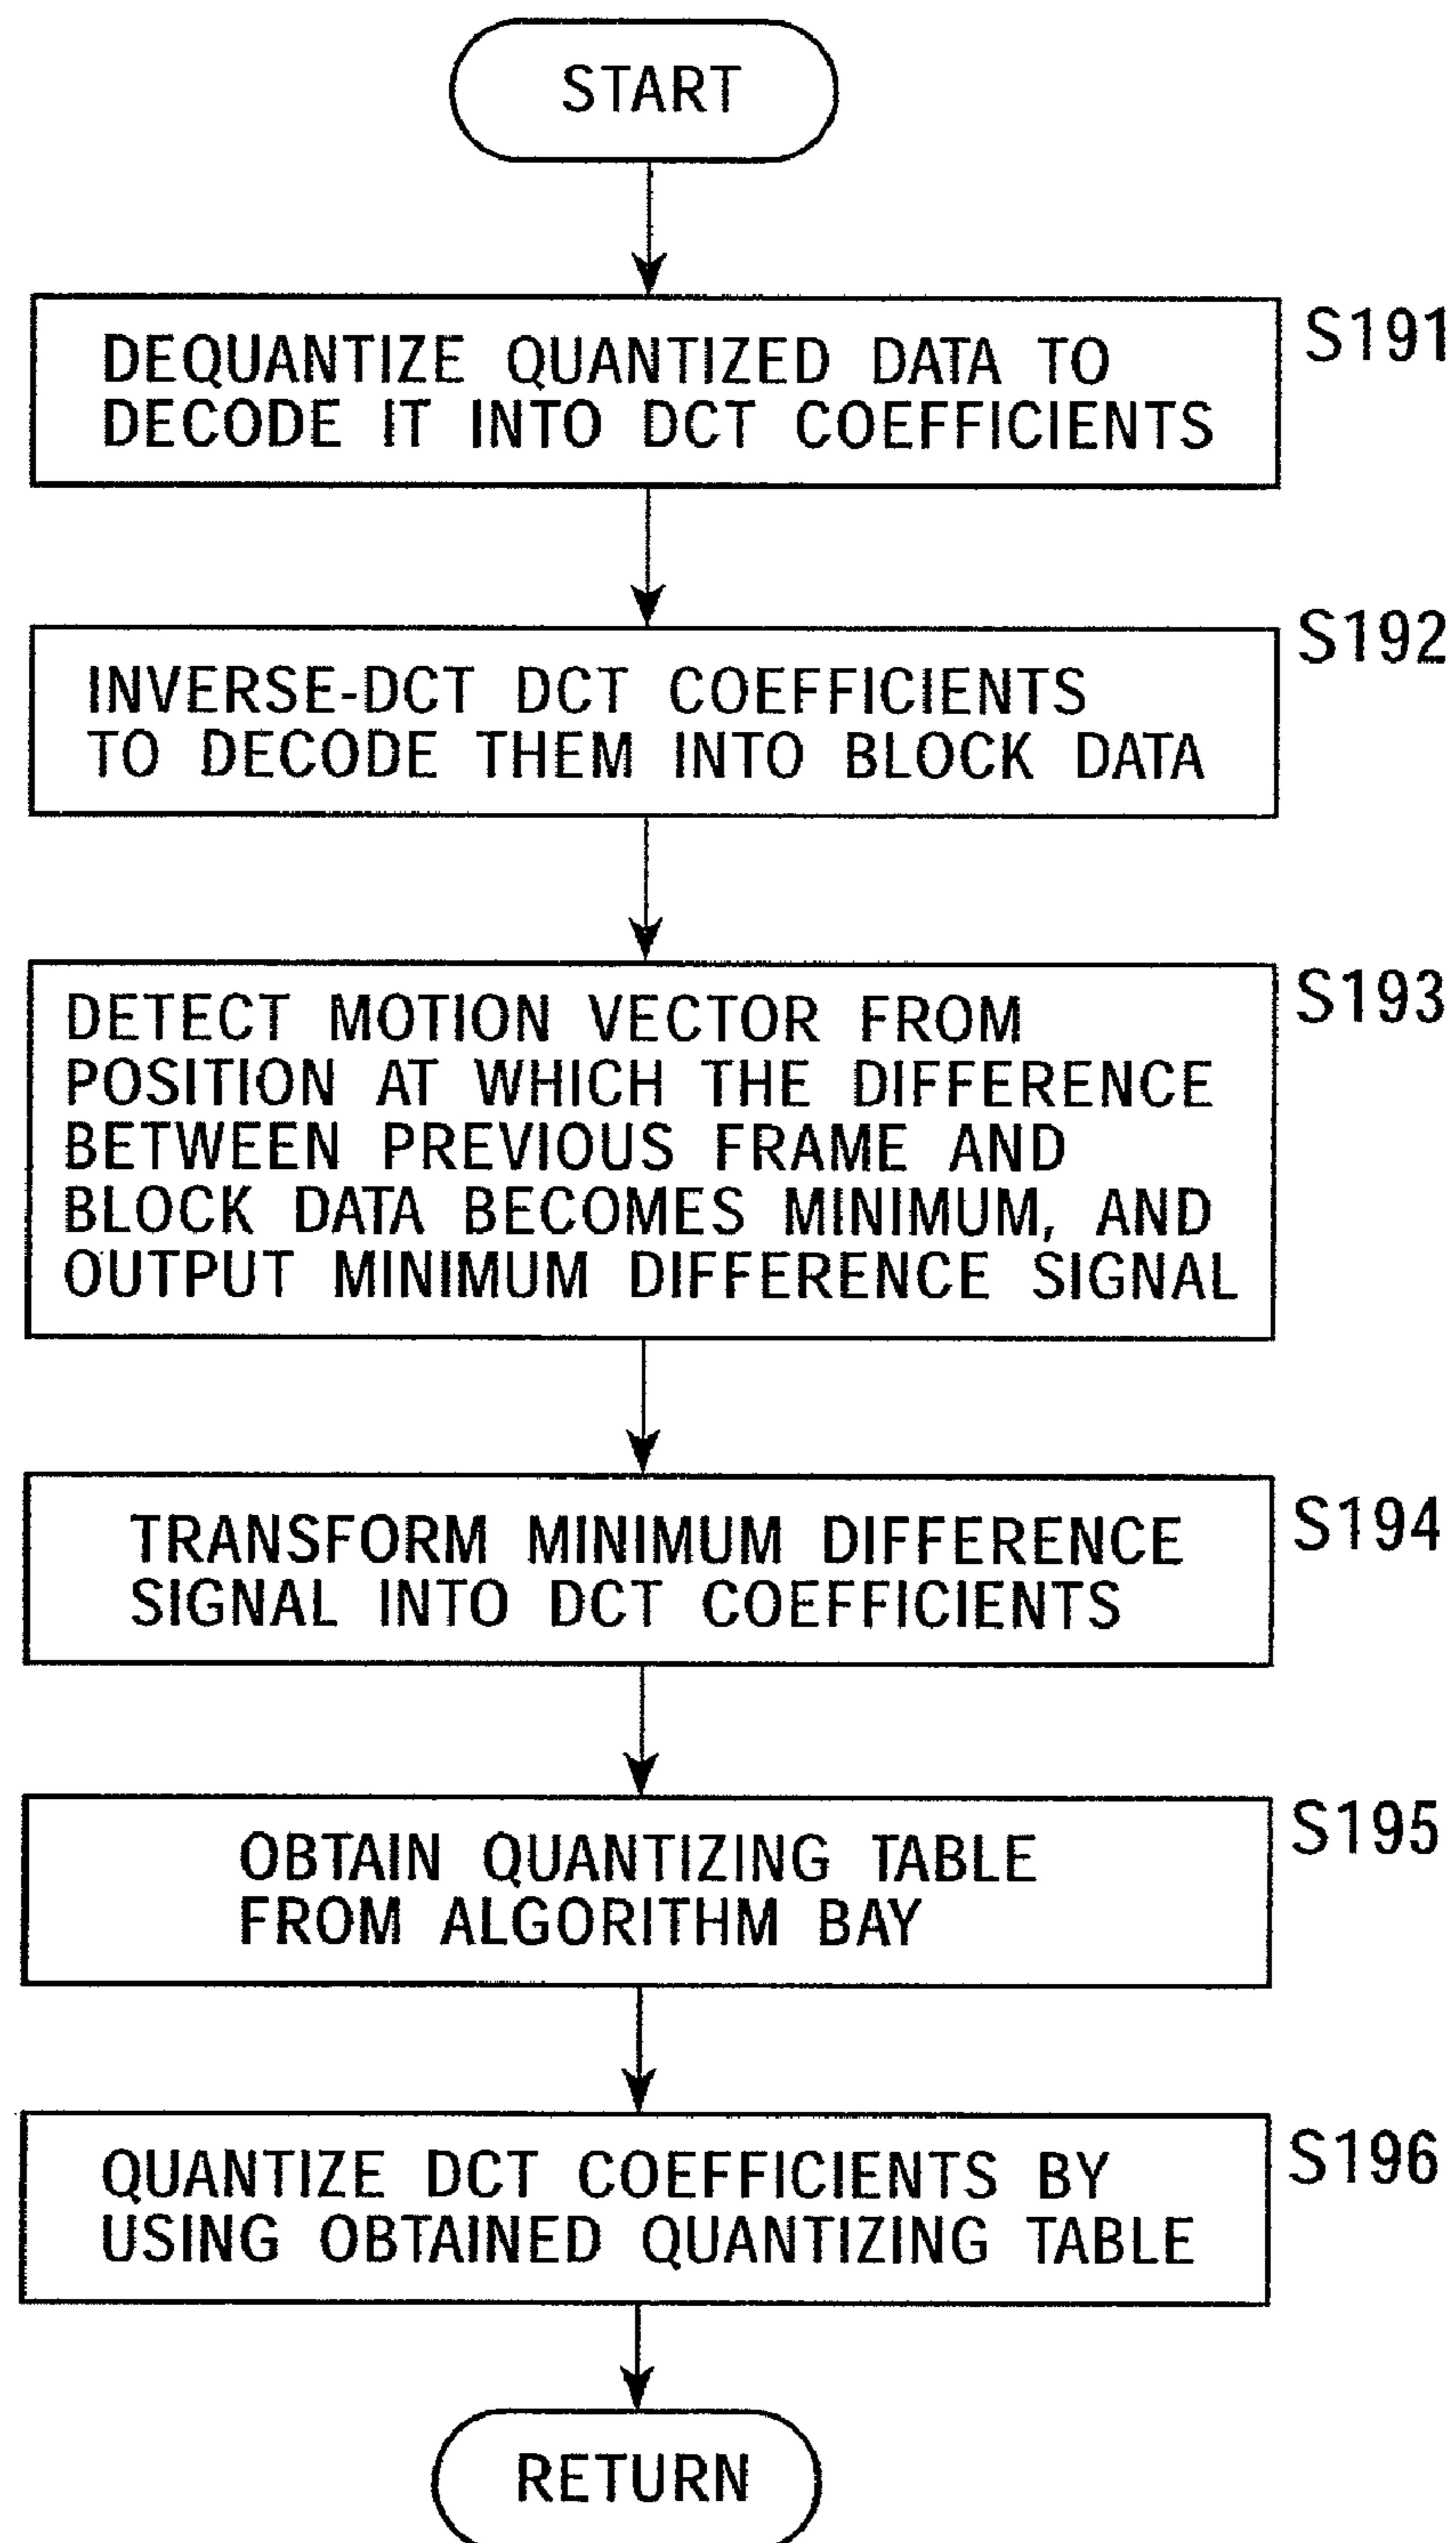 START
S191
DEQUANTIZE QUANTIZED DATA TO
DECODE IT INTO DCT COEFFICIENTS
S192
INVERSE-DCT DCT COEFFICIENTS
TO DECODE THEM INTO BLOCK DATA
S193
DETECT MOTION VECTOR FROM
POSITION AT WHICH THE DIFFERENCE
BETWEEN PREVIOUS FRAME AND
BLOCK DATA BECOMES MINIMUM, AND
OUTPUT MINIMUM DIFFERENCE SIGNAL
S194
TRANSFORM MINIMUM DIFFERENCE
SIGNAL INTO DCT COEFFICIENTS
S195
OBTAIN QUANTIZING TABLE
FROM ALGORITHM BAY
S196
QUANTIZE DCT COEFFICIENTS BY
USING OBTAINED QUANTIZING TABLE
RETURN